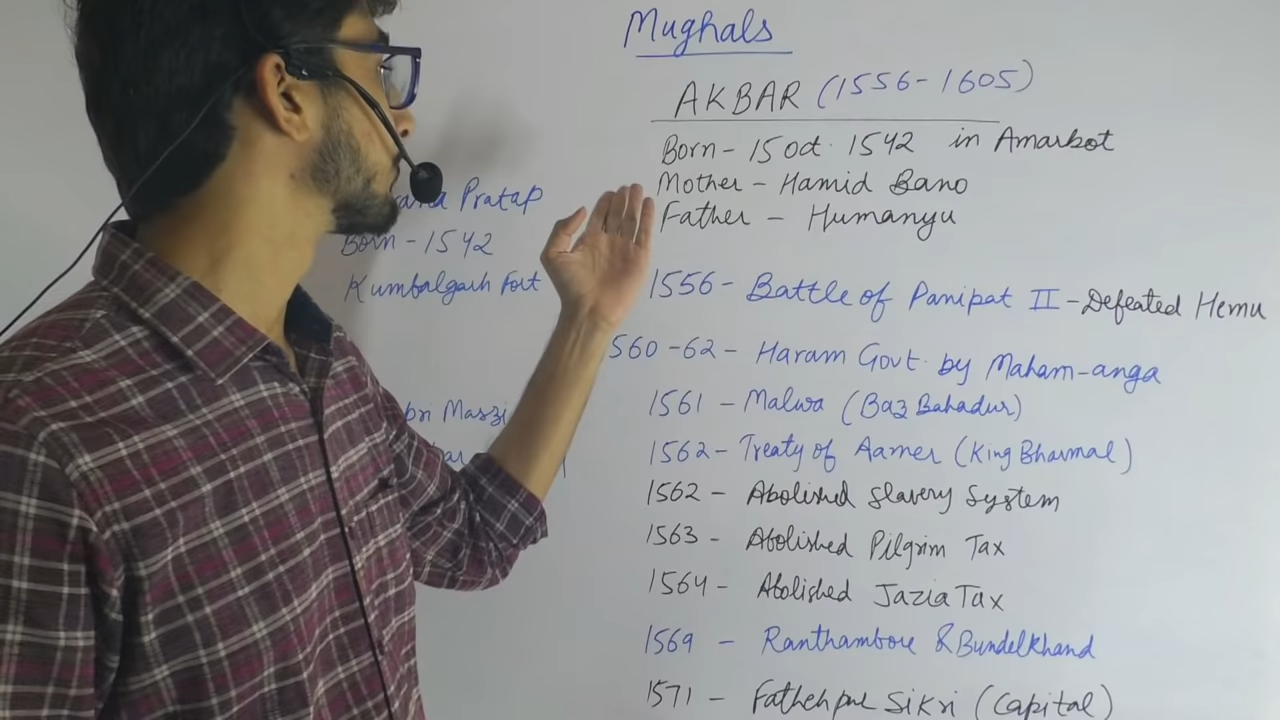 Mughals
AKBAR (1556-1605)
Born - 15 Oct. 1542 in Amarkot
Mother - Hamid Bano
Father - Humanyu
Pratap
Born - 1542
Kumbalgarh Fort
1556 - Battle of Panipat II - Defeated Hemu
560-62 - Haram Govt. by Maham-anga
1561 - Malwa (Baz Bahadur)
1562 - Treaty of Aamer (King Bharmal)
1562 - Abolished Slavery System
1563 - Abolished Pilgrim Tax
1564 - Abolished Jazia Tax
1569 - Ranthambore & Bundelkhand
1571 - Fathehpur Sikri (Capital)